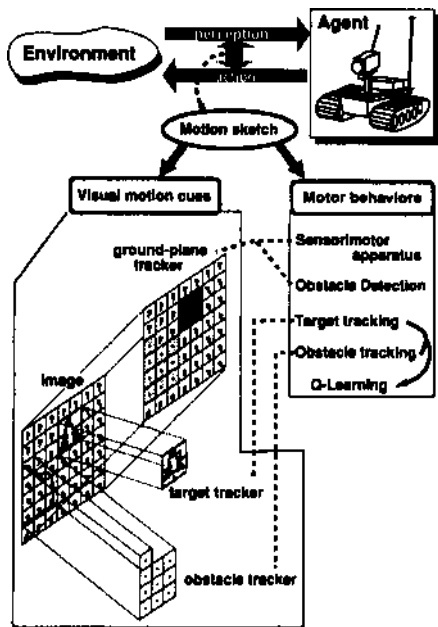 Environment
perception
Agent
action
Motion sketch
Visual motion cues
Motor behaviors
ground-plane
tracker
Sensorimotor
apparatus
Obstacle Detection
Target tracking
image
Obstacle tracking
Q-Learning
target tracker
obstacle tracker